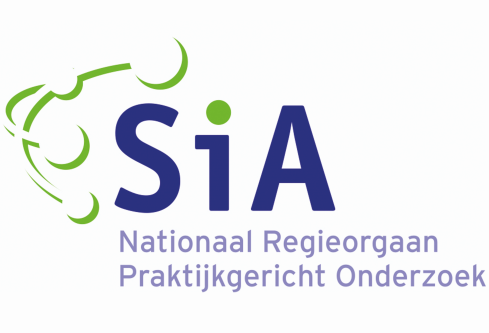 SiA
Nationaal Regieorgaan
Praktijkgericht Onderzoek